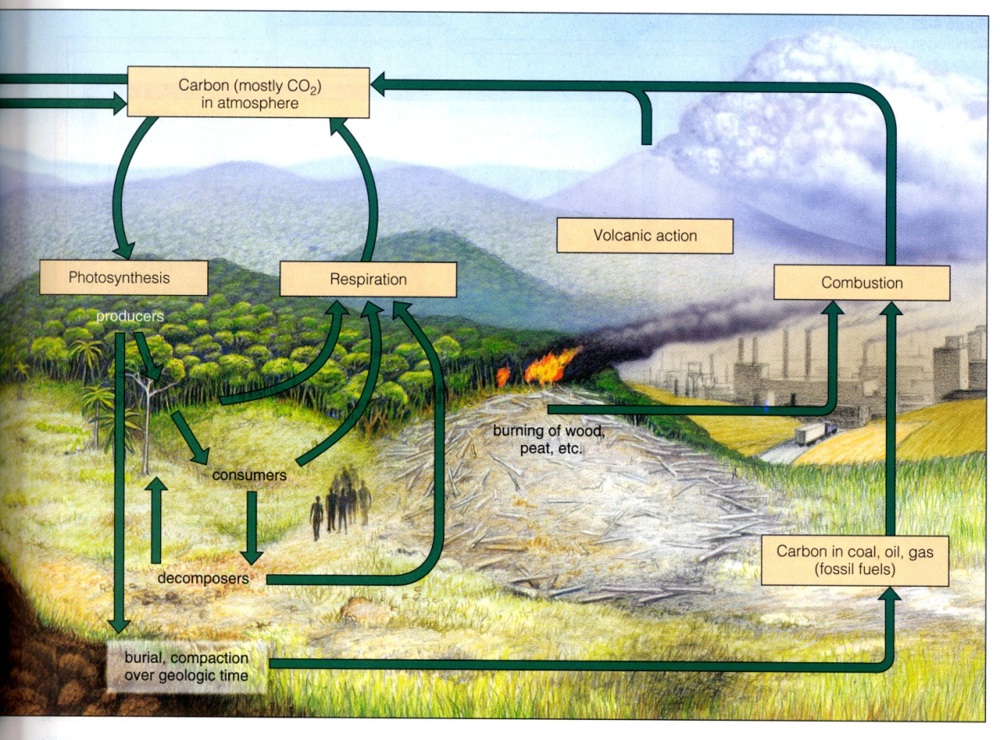 Carbon (mostly CO₂)
in atmosphere
Volcanic action
Photosynthesis
Respiration
Combustion
producers
burning of wood,
peat, etc.
consumers
Carbon in coal, oil, gas
(fossil fuels)
decomposers
burial, compaction
over geologic time